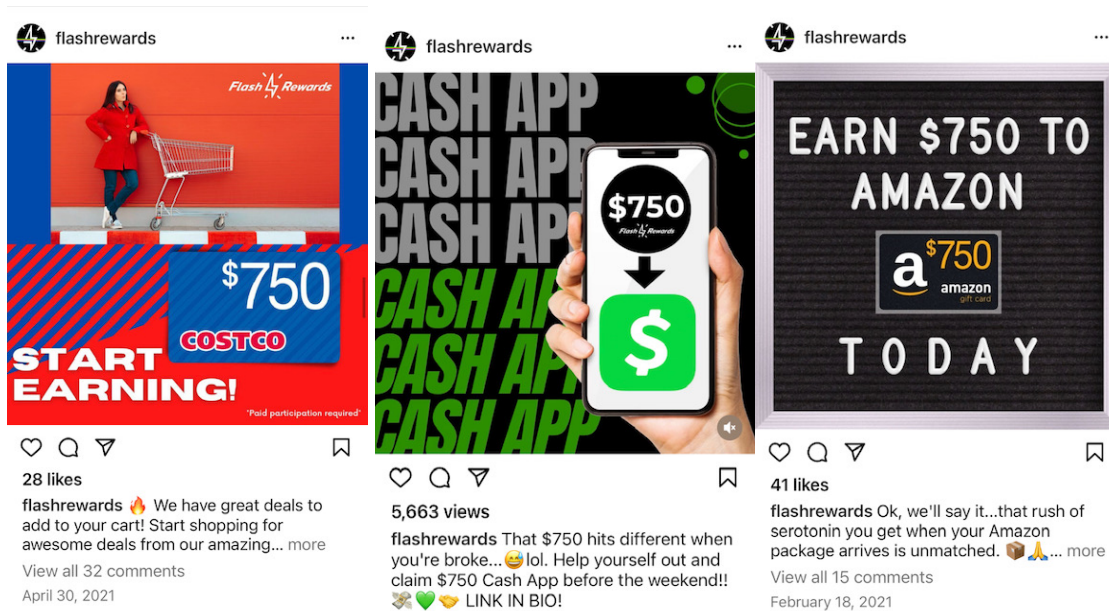 flashrewards
...
Flash Rewards
$750
COSTCO
START
EARNING!
*Paid participation required*
28 likes
flashrewards 🔥 We have great deals to
add to your cart! Start shopping for
awesome deals from our amazing... more
View all 32 comments
April 30, 2021
flashrewards
...
CASH APP
CASH APP
CASH APP
CASH APP
CASH APP
CASH APP
$750
Flash Rewards
$
5,663 views
flashrewards That $750 hits different when
you're broke...😅lol. Help yourself out and
claim $750 Cash App before the weekend!!
💸💚🤝 LINK IN BIO!
flashrewards
...
EARN $750 TO
AMAZON
a $750
amazon
gift card
TODAY
41 likes
flashrewards Ok, we'll say it...that rush of
serotonin you get when your Amazon
package arrives is unmatched. 📦🙏... more
View all 15 comments
February 18, 2021